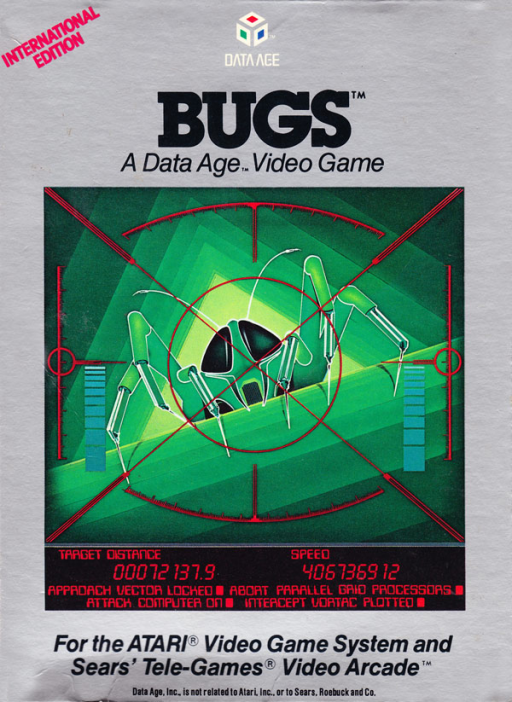 INTERNATIONAL
EDITION
DATA AGE
BUGS™
A Data Age™ Video Game
TARGET DISTANCE SPEED
00072137.9 406736912
APPROACH VECTOR LOCKED ABORT PARALLEL GRID PROCESSORS
ATTACK COMPUTER ON INTERCEPT VORTAC PLOTTED
For the ATARI® Video Game System and
Sears' Tele-Games® Video Arcade™
Data Age, Inc., is not related to Atari, Inc., or to Sears, Roebuck and Co.